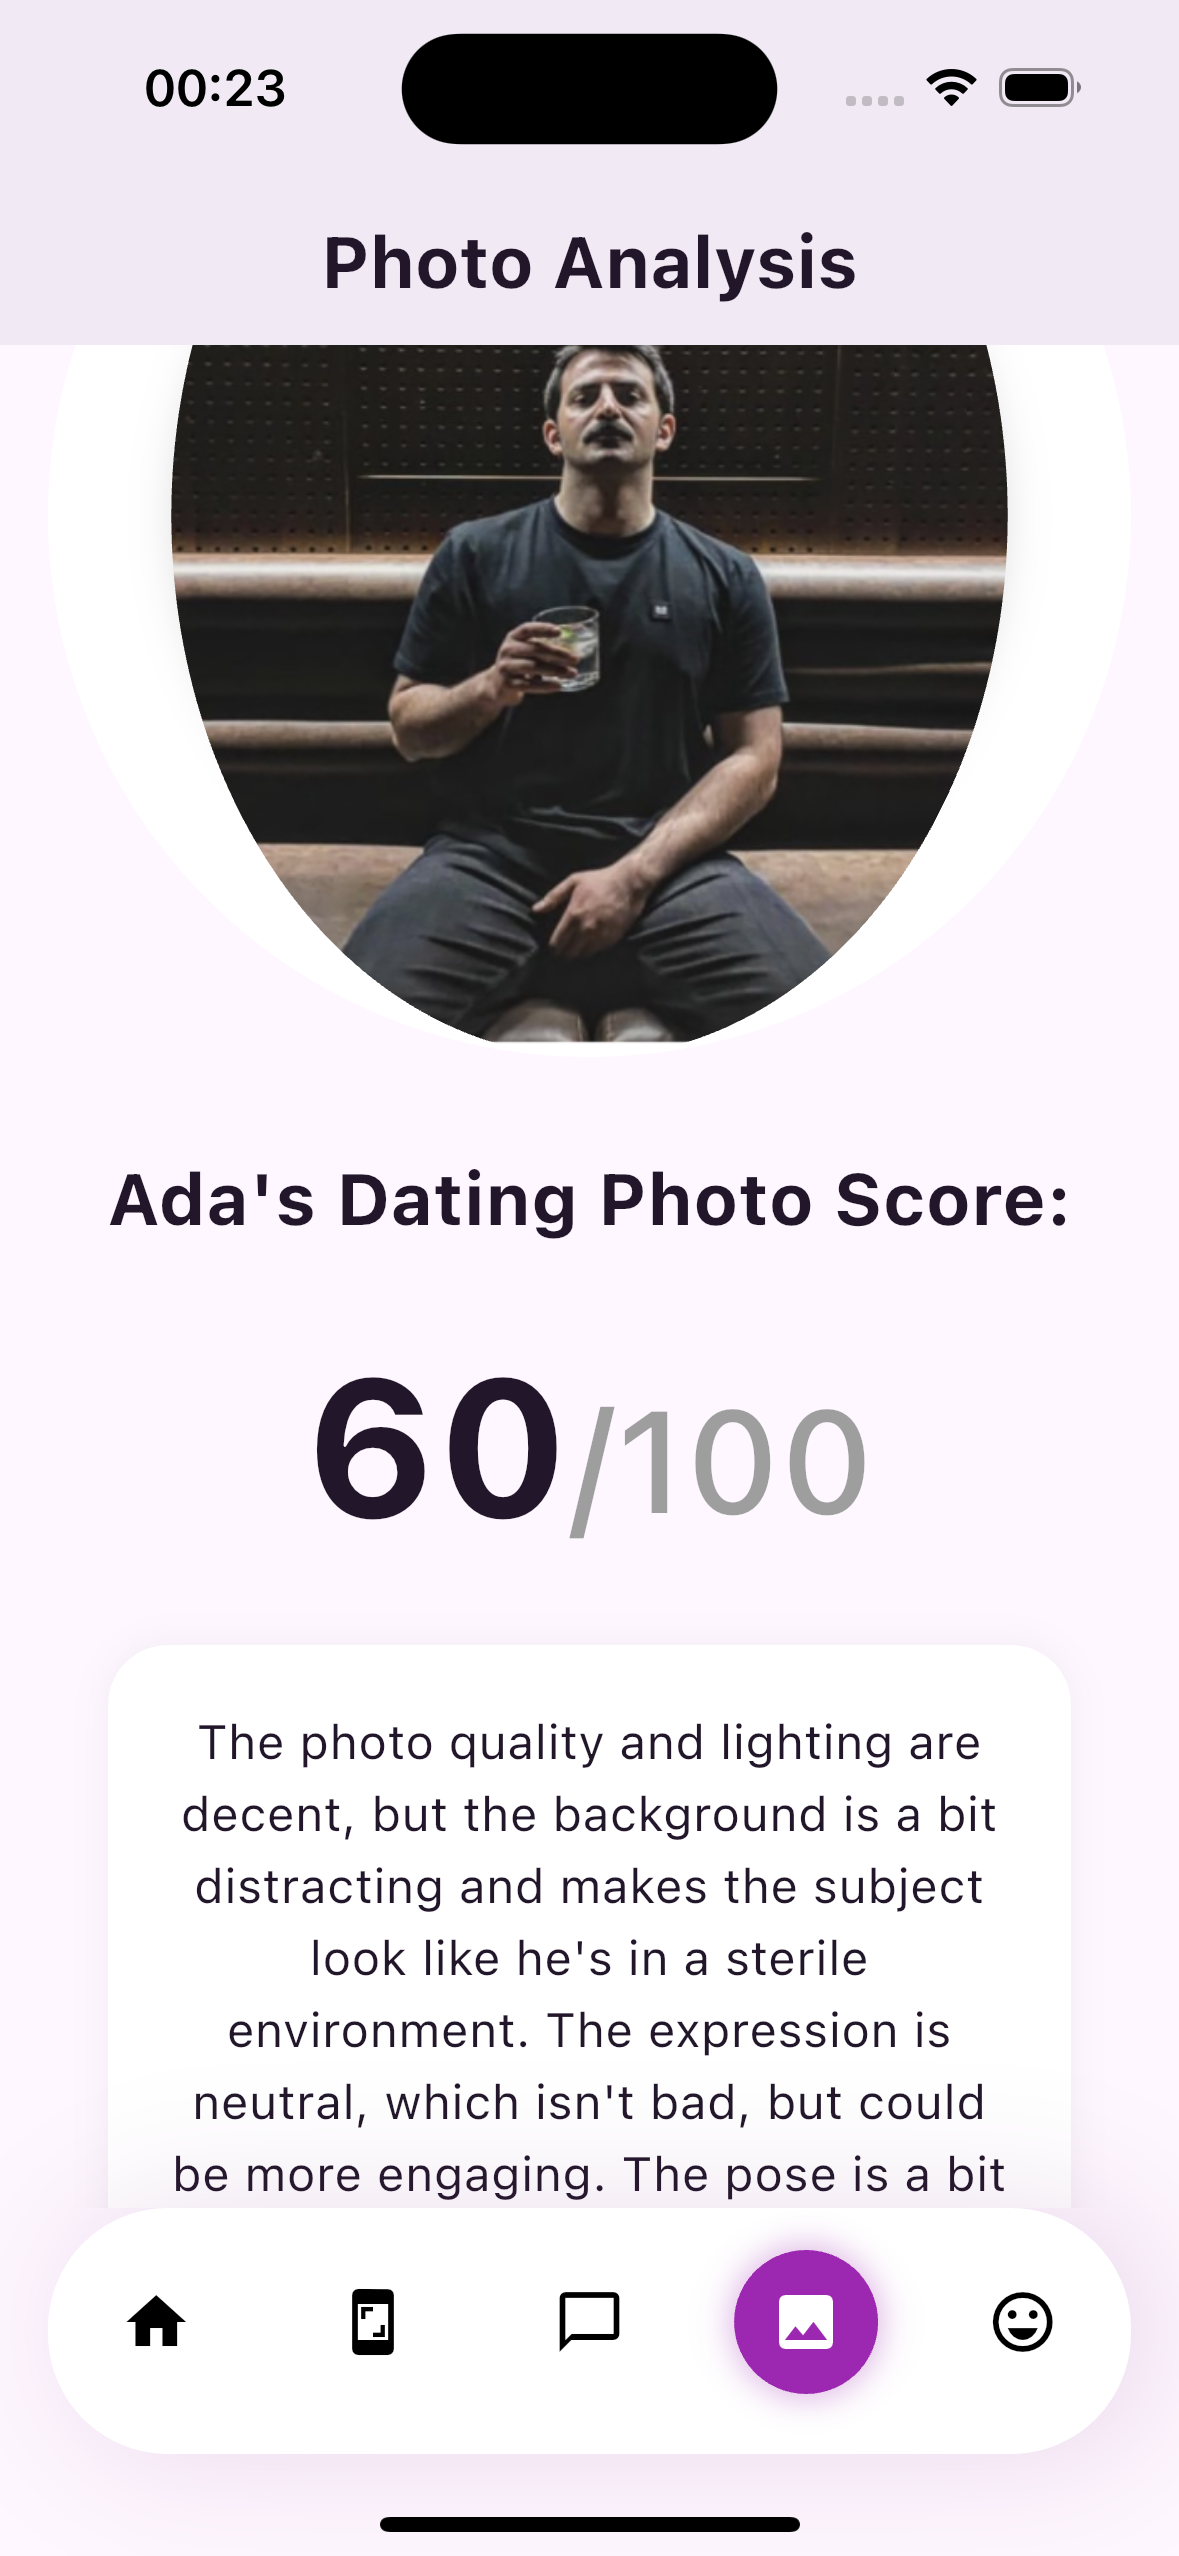 00:23
Photo Analysis
Ada's Dating Photo Score:
60/100
The photo quality and lighting are
decent, but the background is a bit
distracting and makes the subject
look like he's in a sterile
environment. The expression is
neutral, which isn't bad, but could
be more engaging. The pose is a bit